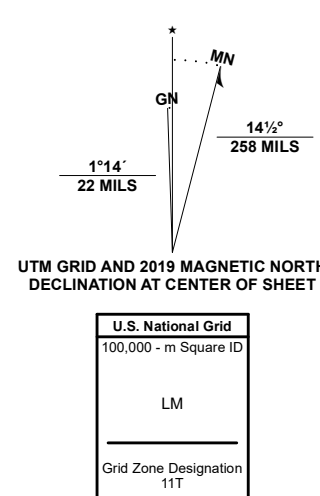 ★
MN
GN
14½°
258 MILS
1°14´
22 MILS
UTM GRID AND 2019 MAGNETIC NORTH
DECLINATION AT CENTER OF SHEET
U.S. National Grid
100,000 - m Square ID
LM
Grid Zone Designation
11T